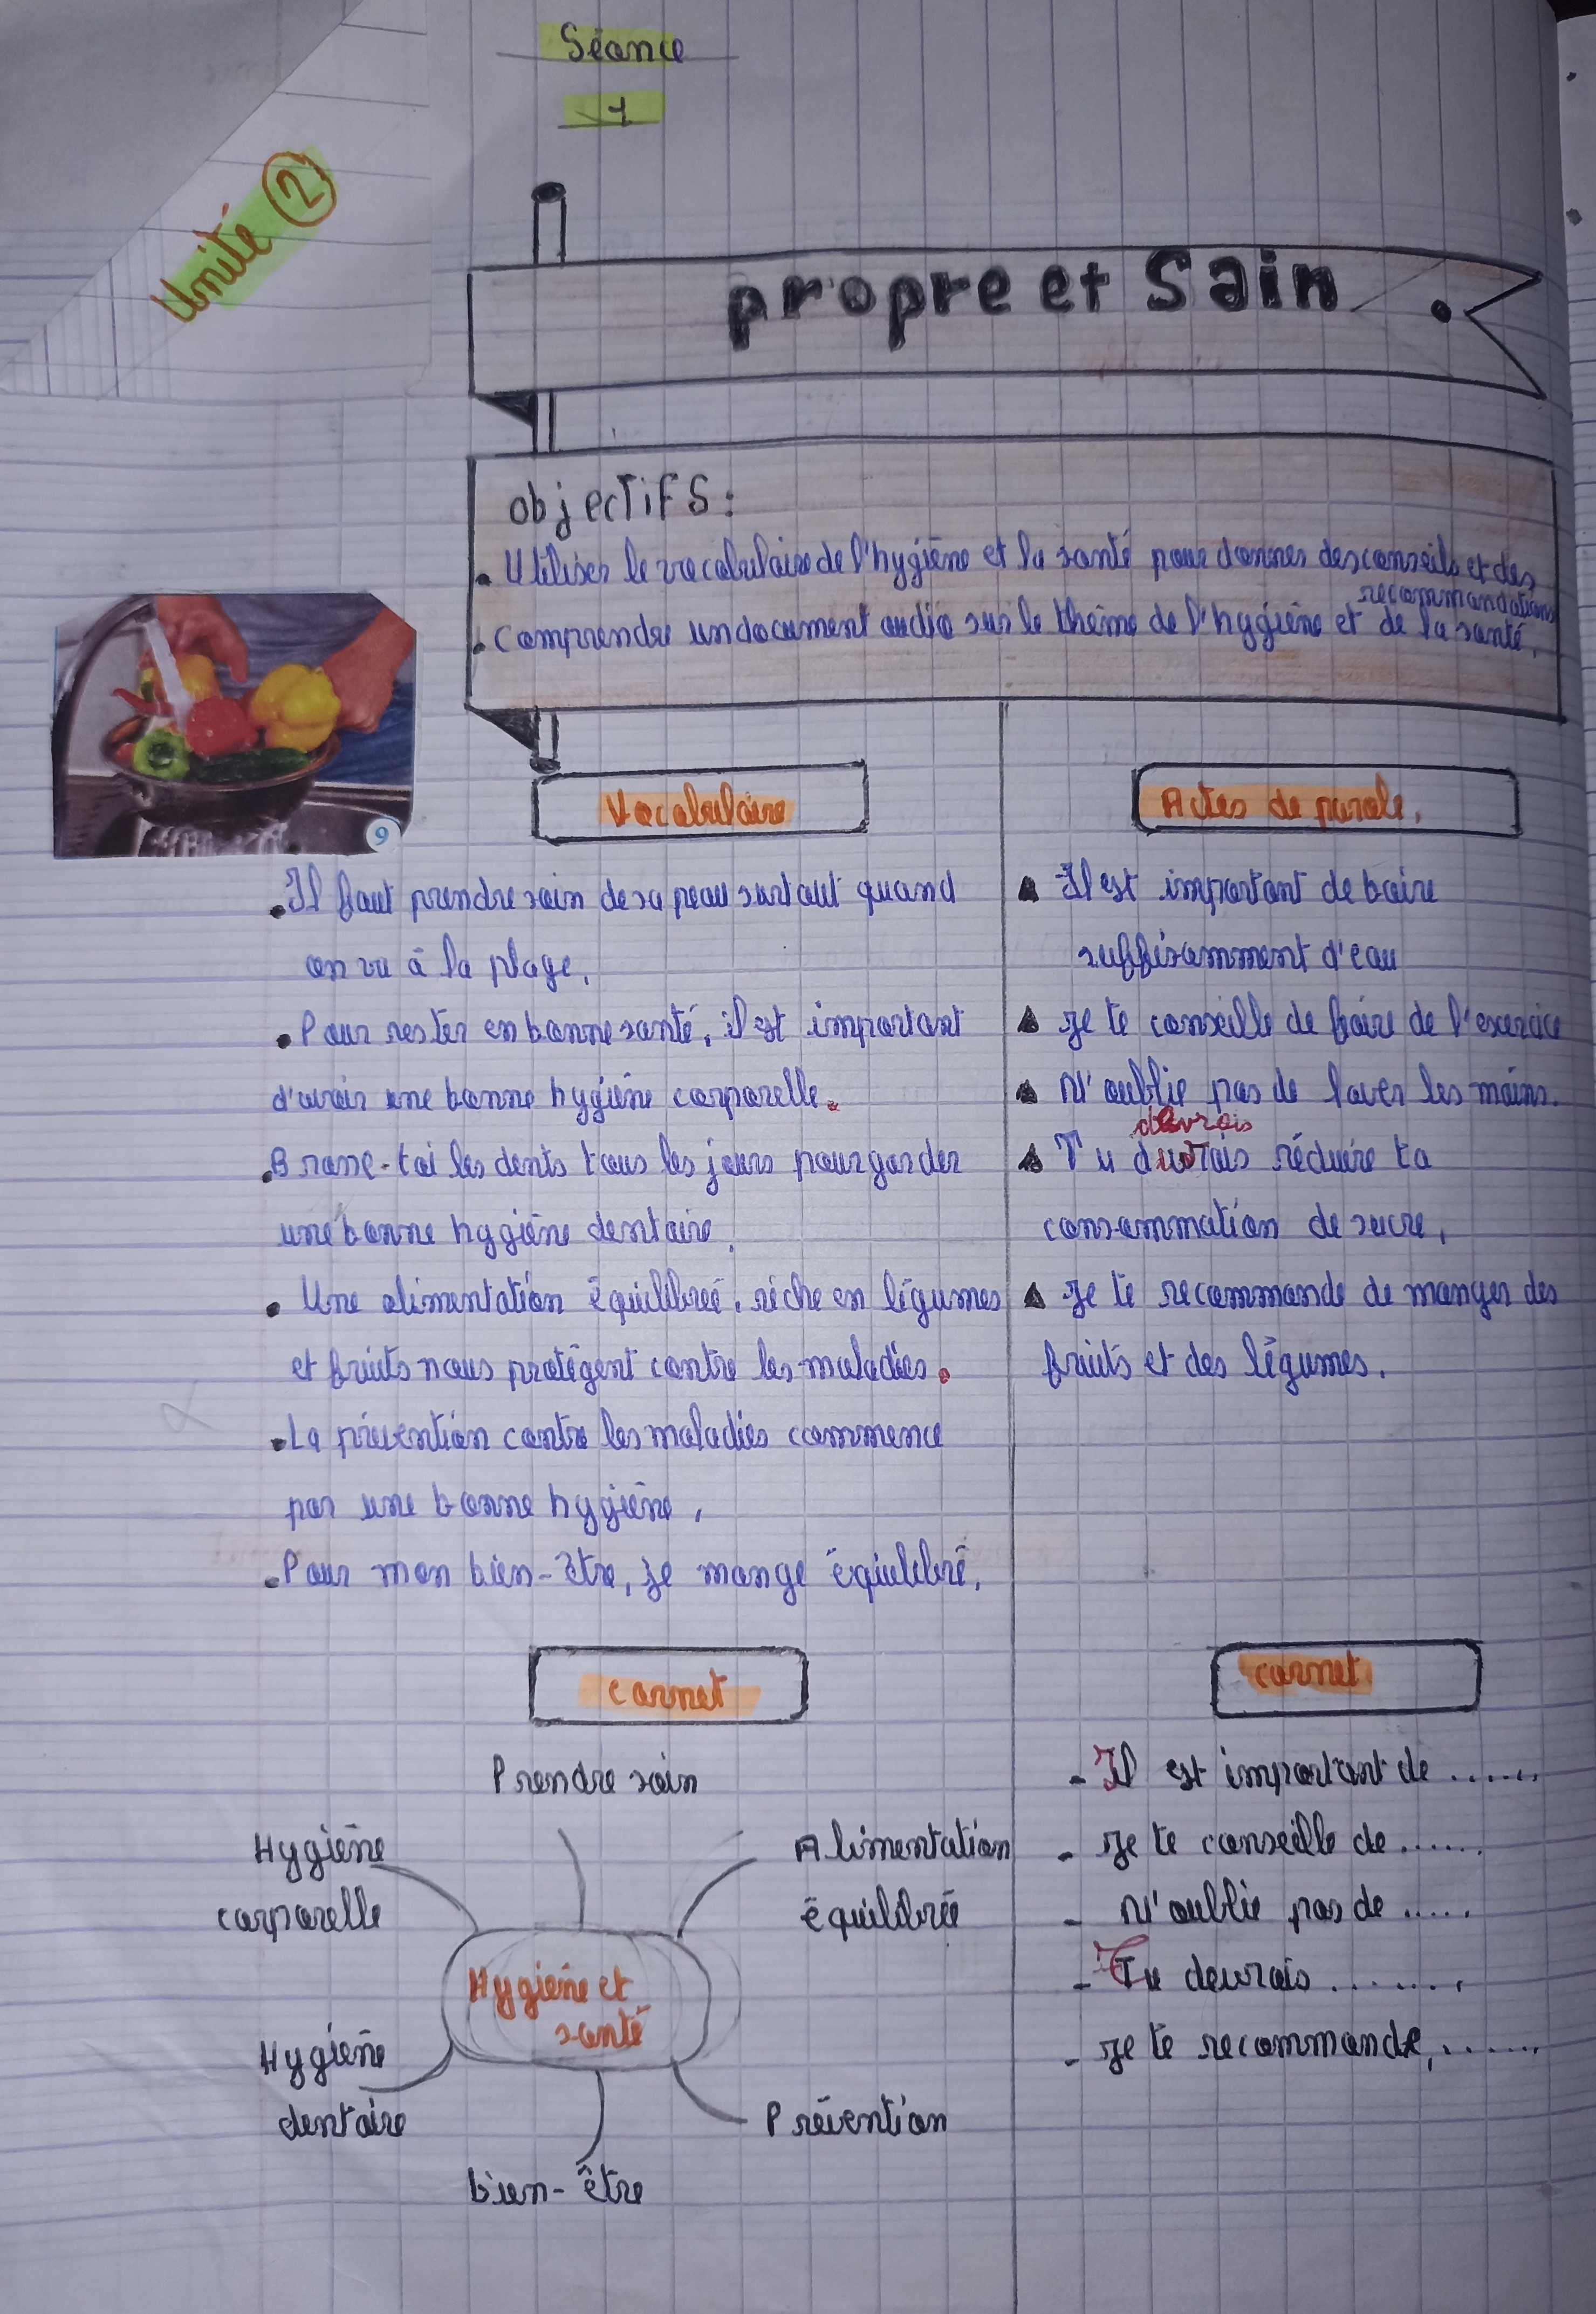 Séance
1
Unité 2
propre et Sain
objectifs :
. Utiliser le vocabulaire de l'hygiène et la santé pour donner des conseils et des
recommandations
. Comprendre un document audio sur le thème de l'hygiène et de la santé.
9
Vocabulaire
. Il faut prendre soin de sa peau surtout quand
on va à la plage.
. Pour rester en bonne santé, il est important
d'avoir une bonne hygiène corporelle.
. Brosse-toi les dents tous les jours pour garder
une bonne hygiène dentaire.
. Une alimentation équilibreé, riche en légumes
et fruits nous protègent contre les maladies.
. La prévention contre les maladies commence
par une bonne hygiène.
. Pour mon bien-être, je mange équilibré.
Actes de parole.
Il est important de boire
suffisamment d'eau
Je te conseille de faire de l'exercice
N'oublie pas de laver les mains.
devrais
Tu devrais réduire ta
consommation de sucre.
Je te recommande de manger des
fruits et des légumes.
carnet
Prendre soin
Hygiène
corporelle
Alimentation
équilibrée
Hygiène et
santé
Hygiène
dentaire
Prévention
bien-être
carnet
- Il est important de ......
- Je te conseille de ......
- N'oublie pas de .....
- Tu devrais ........
- Je te recommande, .......